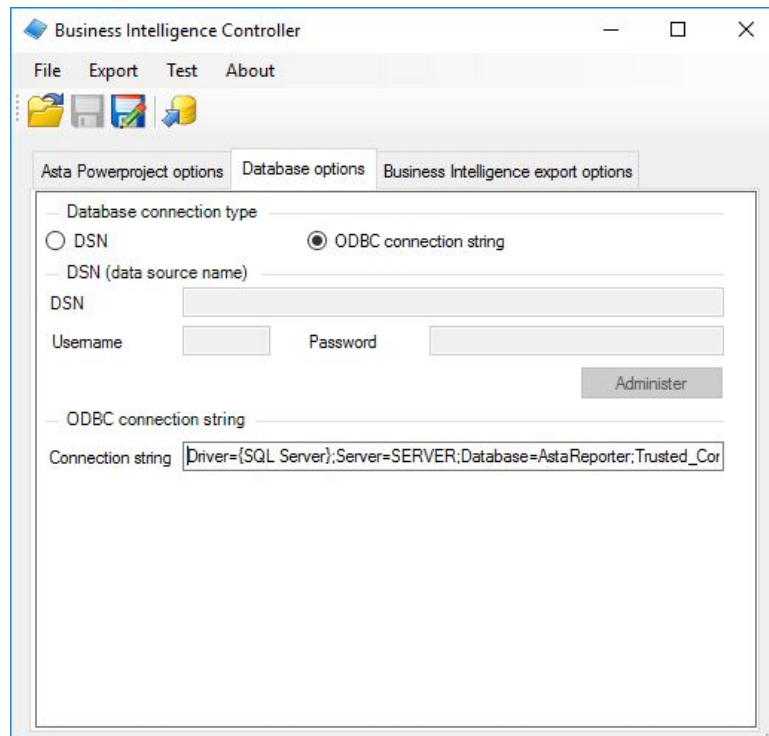 Business Intelligence Controller
File Export Test About
Asta Powerproject options Database options Business Intelligence export options
Database connection type
DSN ODBC connection string
DSN (data source name)
DSN
Username Password
Administer
ODBC connection string
Connection string Driver={SQL Server};Server=SERVER;Database=AstaReporter;Trusted_Cor